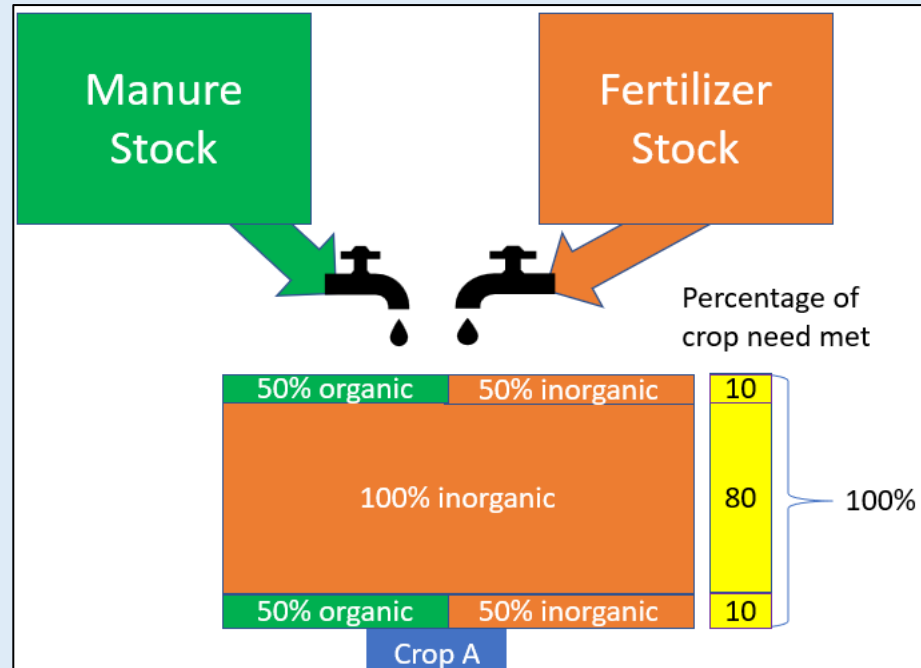 Manure
Stock
Fertilizer
Stock
Percentage of
crop need met
50% organic
50% inorganic
10
100% inorganic
80
100%
50% organic
50% inorganic
10
Crop A